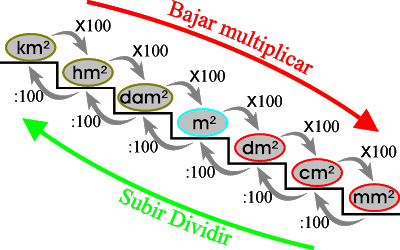 Bajar multiplicar
km²
x100
hm²
x100
dam²
x100
m²
x100
dm²
x100
cm²
x100
mm²
:100
:100
:100
:100
:100
:100
Subir Dividir